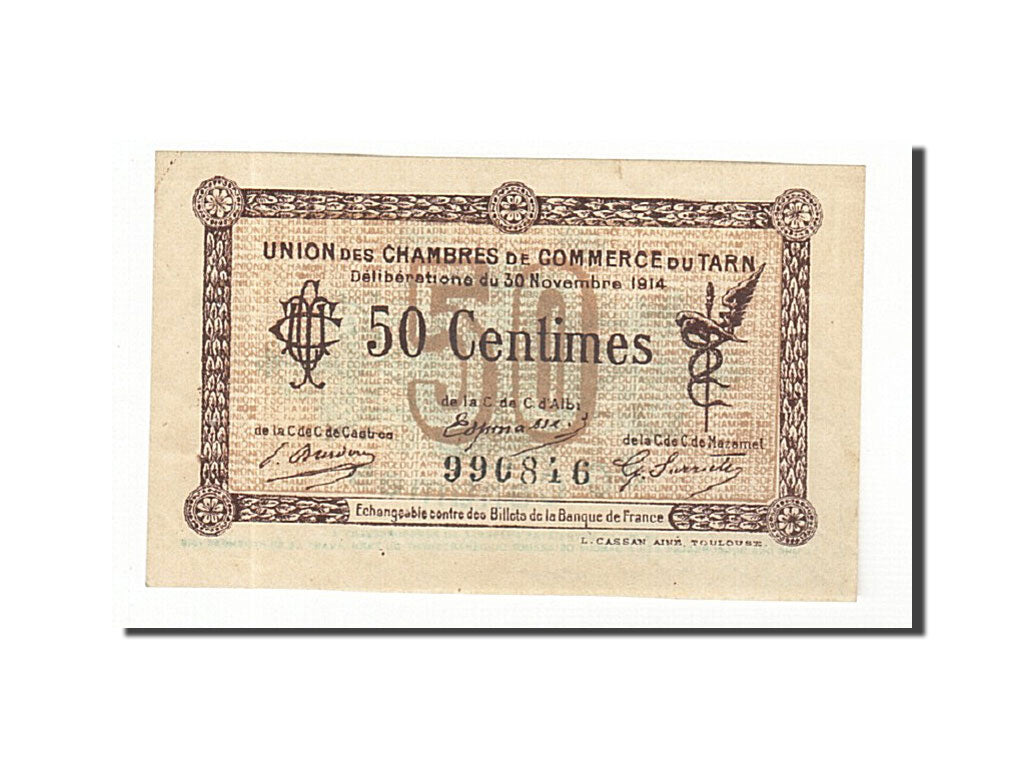 UNION DES CHAMBRES DE COMMERCE DU TARN
Délibérations du 30 Novembre 1914
50
50 Centimes
de la C. de C. d'Albi
de la C de C de Castres
de la C de C. de Mazamet
990846
Echangeable contre des Billets de la Banque de France
L. CASSAN AINÉ, TOULOUSE.